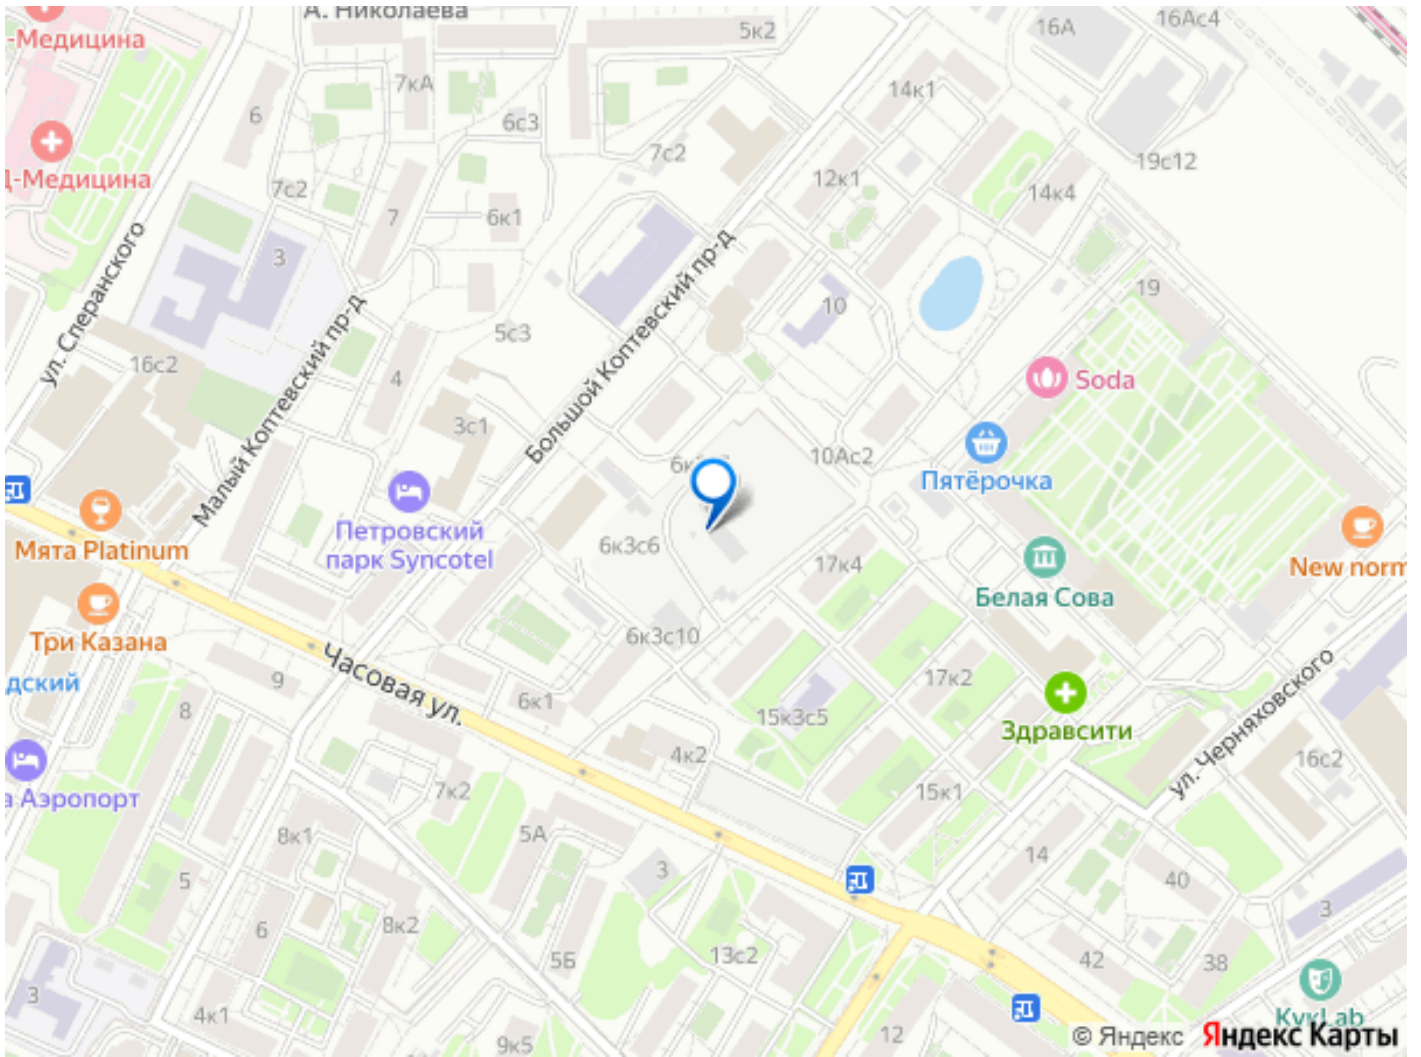 А. Николаева
5к2
16А
16Ас4
-Медицина
7кА
14к1
6
6с3
7с2
19с12
-Медицина
7с2
12к1
14к4
7
6к1
3
ул. Сперанского
Малый Коптевский пр-д
Большой Коптевский пр-д
10
19
5с3
16с2
4
Soda
3с1
10Ас2
Пятёрочка
Петровский
парк Syncotel
Мята Platinum
6к3с6
17к4
New norm
Белая Сова
Три Казана
6к3с10
Часовая ул.
дский
9
6к1
17к2
ул. Черняховского
8
15к3с5
Здравсити
4к2
16с2
а Аэропорт
7к2
15к1
8к1
5А
14
5
3
40
6
8к2
3
5Б
13с2
42
38
3
4к1
9к5
12
KvkLab
© Яндекс Яндекс Карты